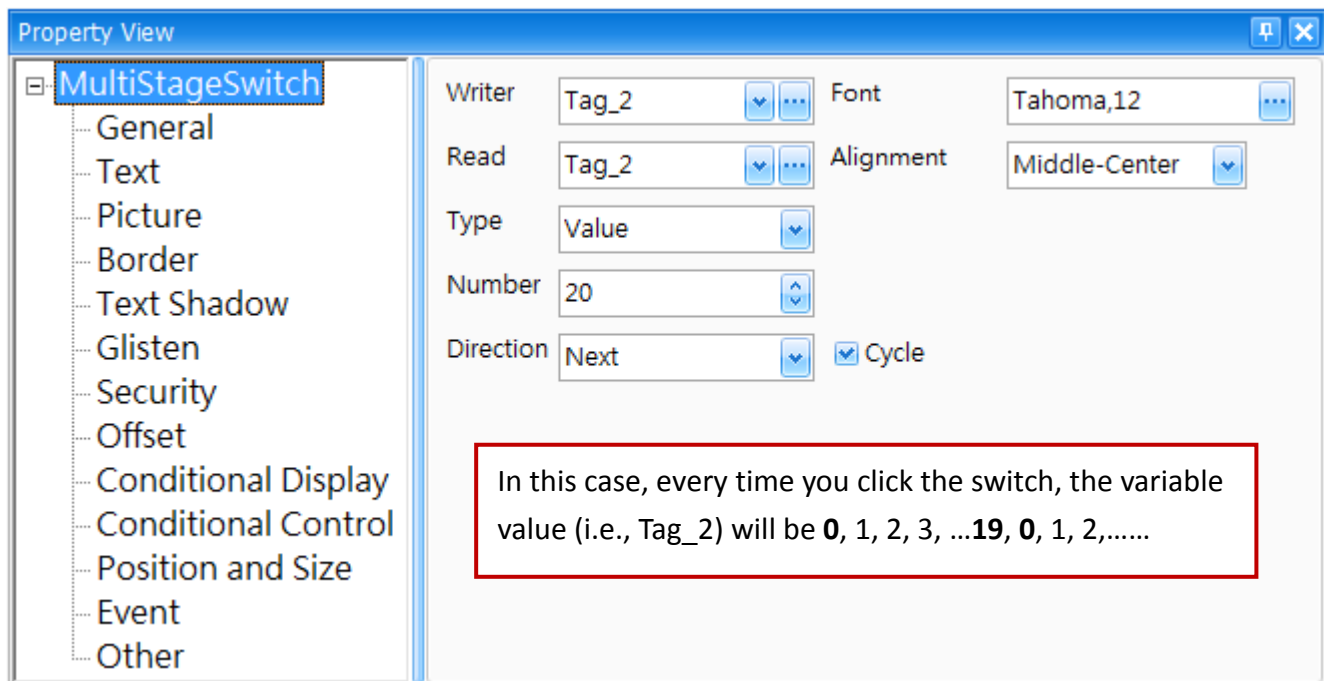 Property View
MultiStageSwitch
General
Text
Picture
Border
Text Shadow
Glisten
Security
Offset
Conditional Display
Conditional Control
Position and Size
Event
Other
Writer Tag_2 Font Tahoma,12
Read Tag_2 Alignment Middle-Center
Type Value
Number 20
Direction Next Cycle
In this case, every time you click the switch, the variable
value (i.e., Tag_2) will be 0, 1, 2, 3, …19, 0, 1, 2,……